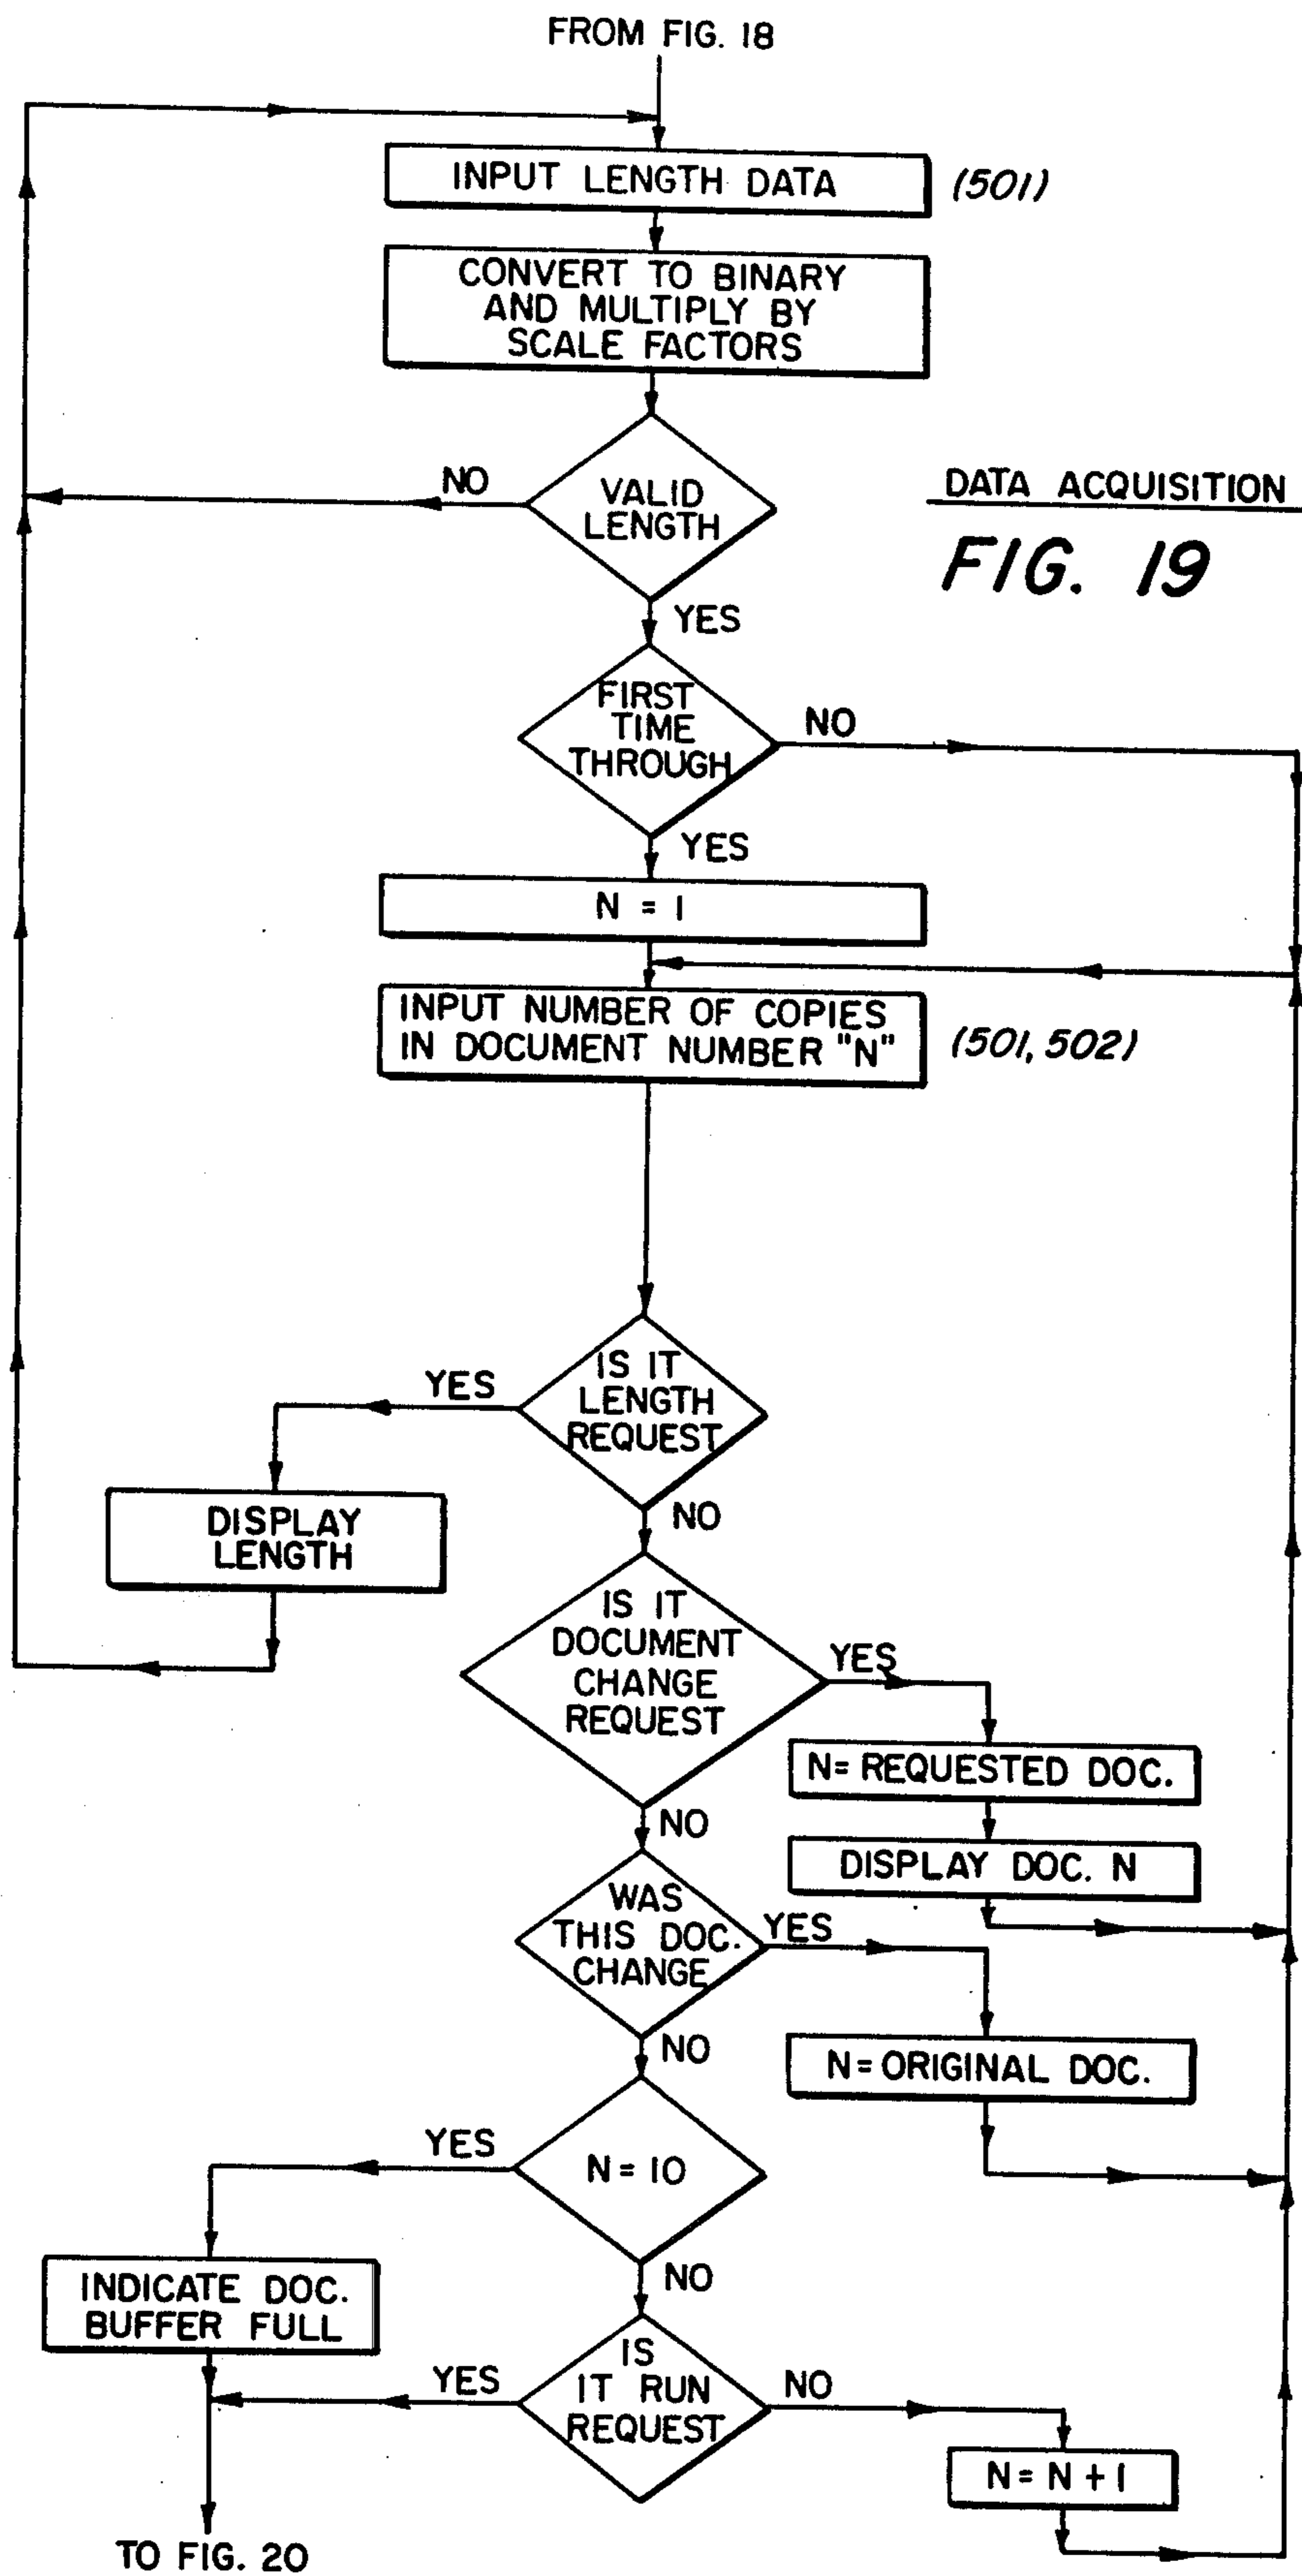 FROM FIG. 18
INPUT LENGTH DATA
(501)
CONVERT TO BINARY
AND MULTIPLY BY
SCALE FACTORS
NO
VALID
LENGTH
DATA ACQUISITION
FIG. 19
YES
FIRST
TIME
THROUGH
NO
YES
N = 1
INPUT NUMBER OF COPIES
IN DOCUMENT NUMBER "N"
(501, 502)
YES
IS IT
LENGTH
REQUEST
NO
DISPLAY
LENGTH
IS IT
DOCUMENT
CHANGE
REQUEST
YES
N= REQUESTED DOC.
NO
DISPLAY DOC. N
WAS
THIS DOC.
CHANGE
YES
NO
N= ORIGINAL DOC.
YES
N = 10
NO
INDICATE DOC.
BUFFER FULL
YES
IS
IT RUN
REQUEST
NO
N = N + 1
TO FIG. 20